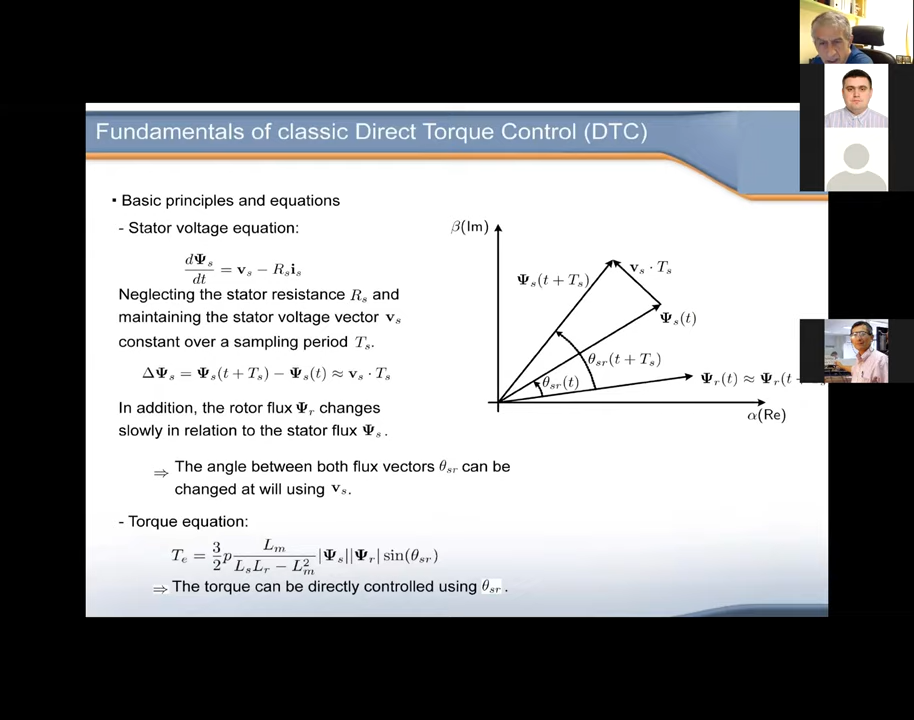 Fundamentals of classic Direct Torque Control (DTC)
▪ Basic principles and equations
- Stator voltage equation:
dΨ_s/dt = v_s − R_s i_s
Neglecting the stator resistance R_s and
maintaining the stator voltage vector v_s
constant over a sampling period T_s.
ΔΨ_s = Ψ_s(t + T_s) − Ψ_s(t) ≈ v_s · T_s
In addition, the rotor flux Ψ_r changes
slowly in relation to the stator flux Ψ_s.
⇒ The angle between both flux vectors θ_sr can be
changed at will using v_s.
- Torque equation:
T_e = 3/2 p L_m/(L_s L_r − L_m^2) |Ψ_s||Ψ_r| sin(θ_sr)
⇒ The torque can be directly controlled using θ_sr.
β(Im)
Ψ_s(t + T_s)
v_s · T_s
Ψ_s(t)
θ_sr(t + T_s)
θ_sr(t)
Ψ_r(t) ≈ Ψ_r(t
α(Re)